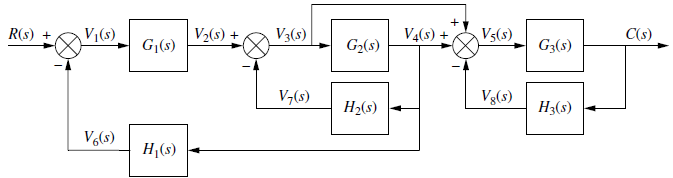 R(s) + V₁(s) G₁(s) V₂(s) + V₃(s) G₂(s) V₄(s) + + V₅(s) G₃(s) C(s)
− − −
V₇(s) H₂(s) V₈(s) H₃(s)
V₆(s) H₁(s)